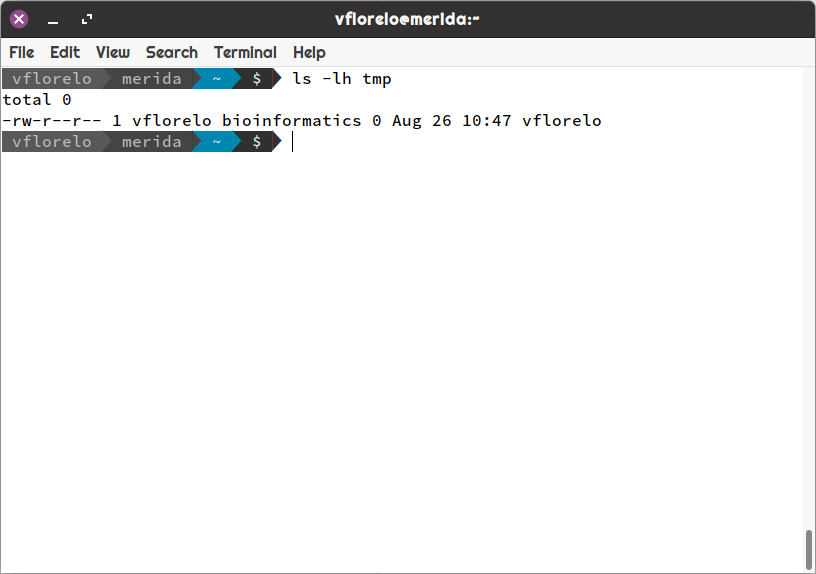 vflorelo@merida:~
File Edit View Search Terminal Help
vflorelo merida ~ $ ls -lh tmp
total 0
-rw-r--r-- 1 vflorelo bioinformatics 0 Aug 26 10:47 vflorelo
vflorelo merida ~ $